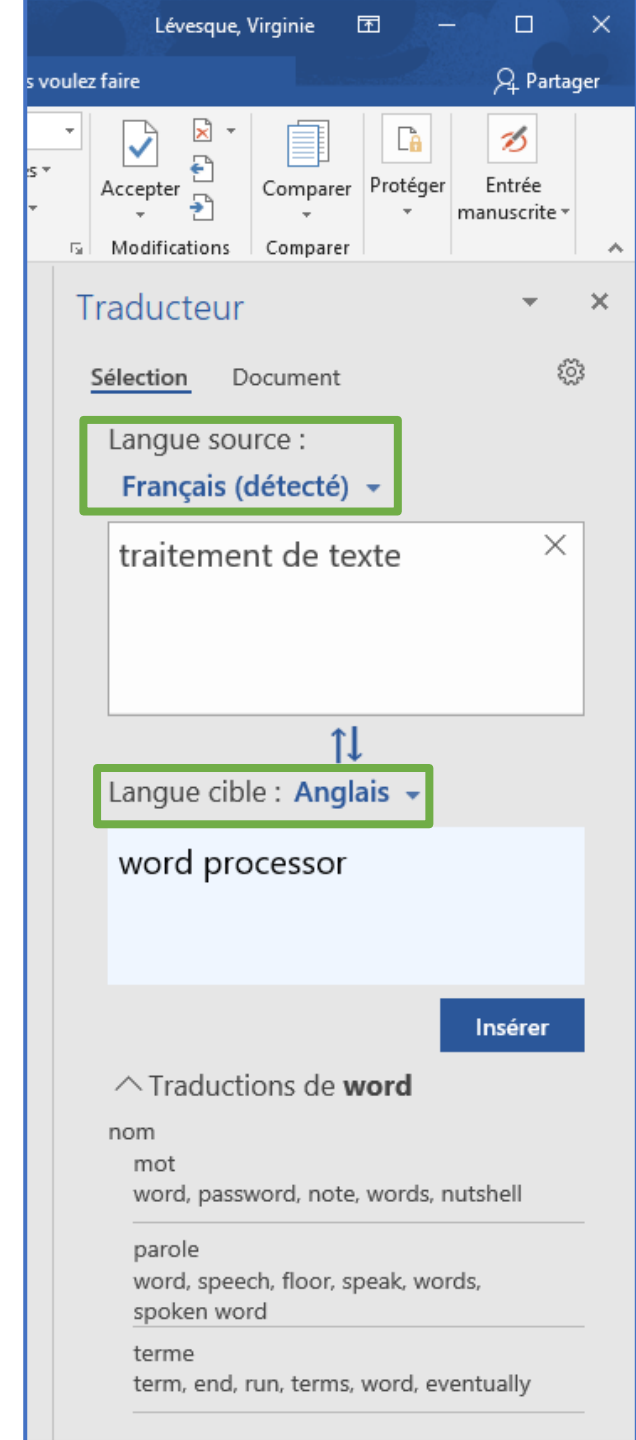 Lévesque, Virginie
s voulez faire
Partager
Accepter
Comparer
Protéger
Entrée
manuscrite
Modifications
Comparer
Traducteur
Sélection Document
Langue source :
Français (détecté)
traitement de texte
Langue cible : Anglais
word processor
Insérer
Traductions de word
nom
mot
word, password, note, words, nutshell
parole
word, speech, floor, speak, words,
spoken word
terme
term, end, run, terms, word, eventually